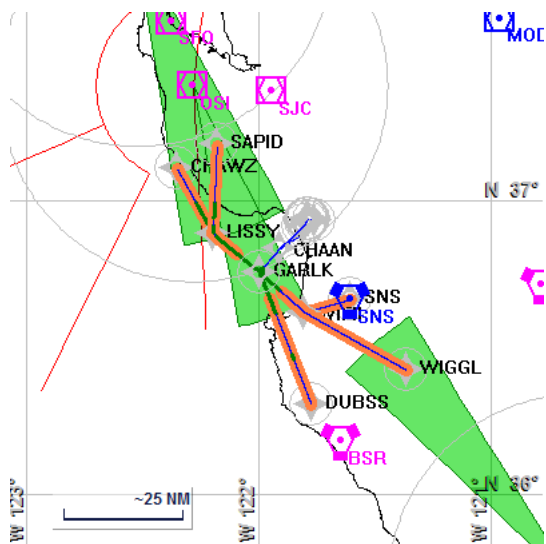 SFO
MOD
OSI
SJC
SAPID
CHAWZ
N 37°
LISSY
CHAAN
GARLK
SNS
SNS
WIGGL
DUBSS
BSR
N 36°
~25 NM
W 123°
W 122°
W 121°